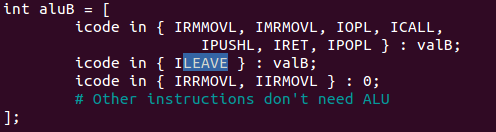 int aluB = [
icode in { IRMMOVL, IMRMOVL, IOPL, ICALL,
IPUSHL, IRET, IPOPL } : valB;
icode in { ILEAVE } : valB;
icode in { IRRMOVL, IIRMOVL } : 0;
# Other instructions don't need ALU
];